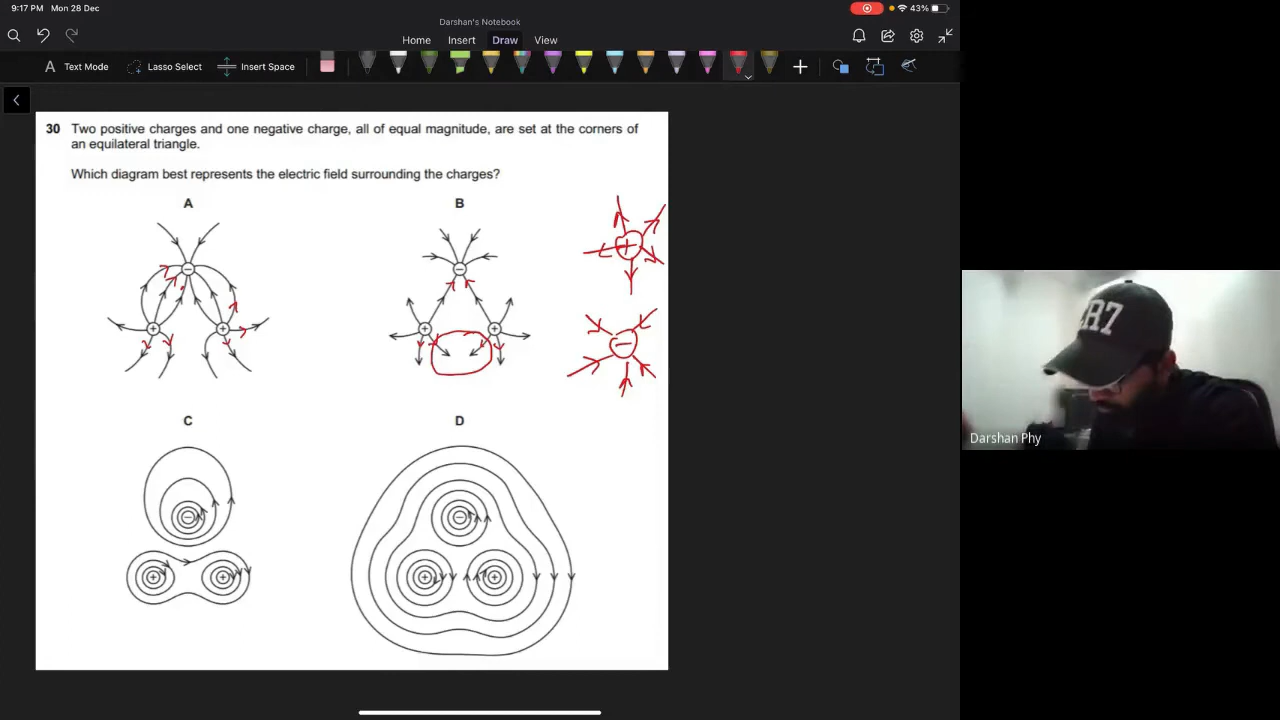 9:17 PM Mon 28 Dec
43%
Darshan's Notebook
Home Insert Draw View
A Text Mode Lasso Select Insert Space
30 Two positive charges and one negative charge, all of equal magnitude, are set at the corners of
an equilateral triangle.
Which diagram best represents the electric field surrounding the charges?
A B
+
−
− −
+ + + +
C D
− −
+ + + +
R7
Darshan Phy